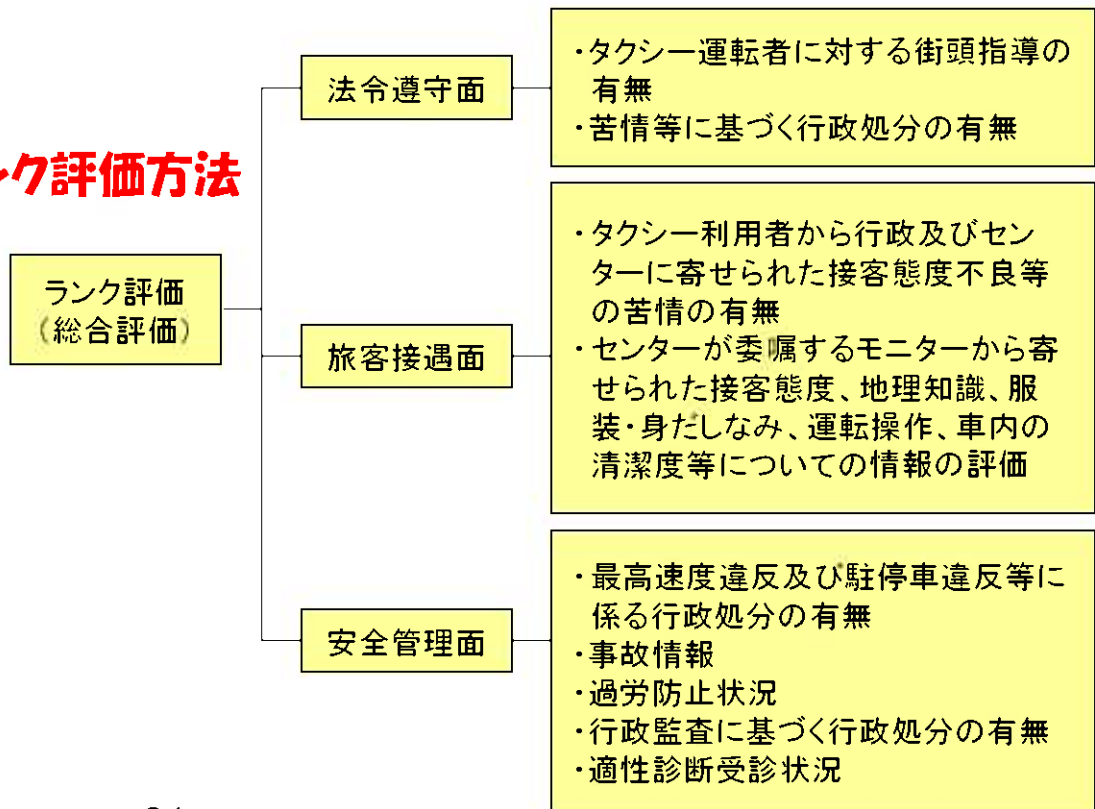 ク評価方法
ランク評価
(総合評価)
法令遵守面
・タクシー運転者に対する街頭指導の
有無
・苦情等に基づく行政処分の有無
旅客接遇面
・タクシー利用者から行政及びセン
ターに寄せられた接客態度不良等
の苦情の有無
・センターが委嘱するモニターから寄
せられた接客態度、地理知識、服
装・身だしなみ、運転操作、車内の
清潔度等についての情報の評価
安全管理面
・最高速度違反及び駐停車違反等に
係る行政処分の有無
・事故情報
・過労防止状況
・行政監査に基づく行政処分の有無
・適性診断受診状況